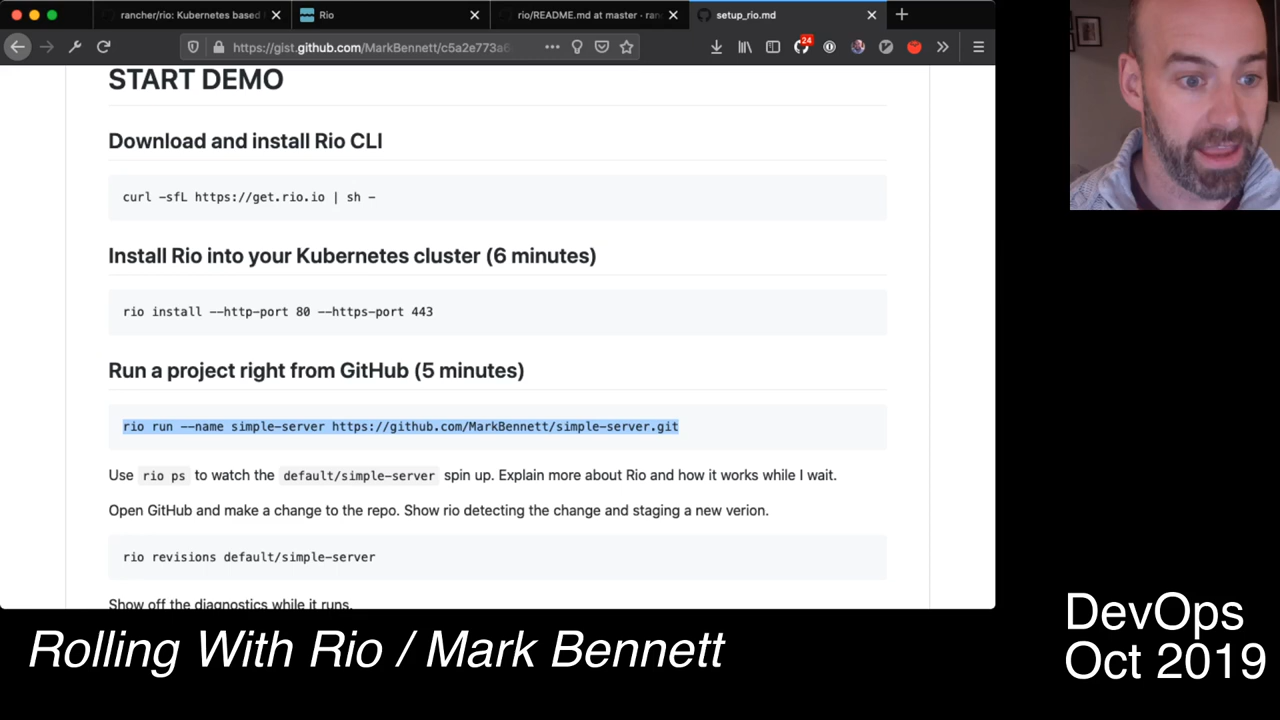 rancher/rio: Kubernetes based
Rio
rio/README.md at master · ran
setup_rio.md
https://gist.github.com/MarkBennett/c5a2e773a6
24
START DEMO
Download and install Rio CLI
curl -sfL https://get.rio.io | sh -
Install Rio into your Kubernetes cluster (6 minutes)
rio install --http-port 80 --https-port 443
Run a project right from GitHub (5 minutes)
rio run --name simple-server https://github.com/MarkBennett/simple-server.git
Use rio ps to watch the default/simple-server spin up. Explain more about Rio and how it works while I wait.
Open GitHub and make a change to the repo. Show rio detecting the change and staging a new verion.
rio revisions default/simple-server
Show off the diagnostics while it runs.
Rolling With Rio / Mark Bennett
DevOps
Oct 2019